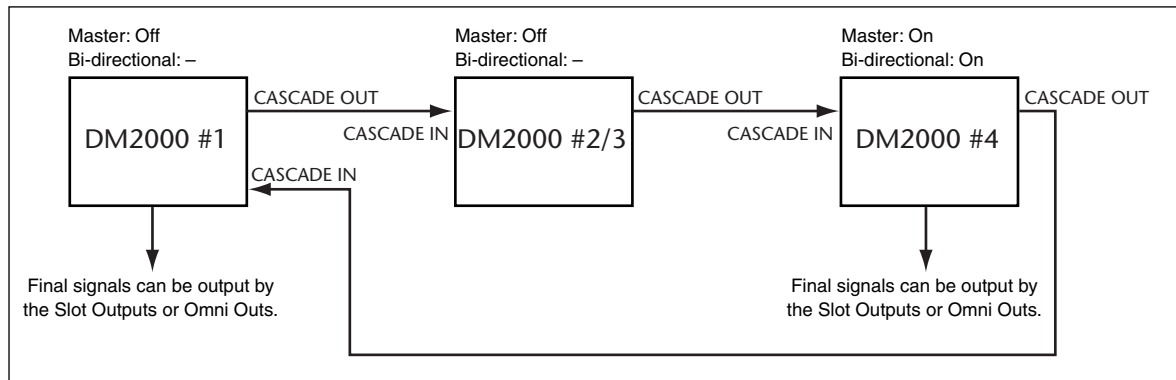 Master: Off
Bi-directional: –
Master: Off
Bi-directional: –
Master: On
Bi-directional: On
CASCADE OUT
CASCADE OUT
CASCADE OUT
CASCADE IN
CASCADE IN
DM2000 #1
DM2000 #2/3
DM2000 #4
CASCADE IN
Final signals can be output by
the Slot Outputs or Omni Outs.
Final signals can be output by
the Slot Outputs or Omni Outs.